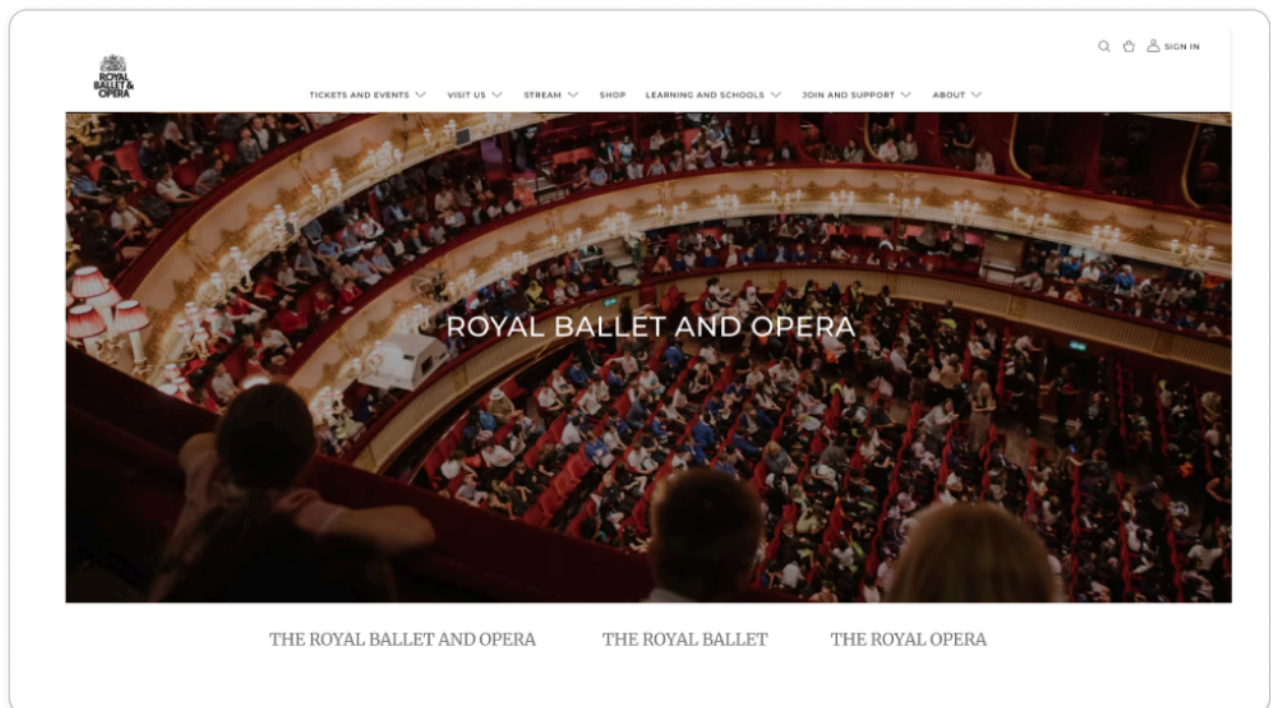 SIGN IN
ROYAL
BALLET &
OPERA
TICKETS AND EVENTS VISIT US STREAM SHOP LEARNING AND SCHOOLS JOIN AND SUPPORT ABOUT
ROYAL BALLET AND OPERA
THE ROYAL BALLET AND OPERA THE ROYAL BALLET THE ROYAL OPERA